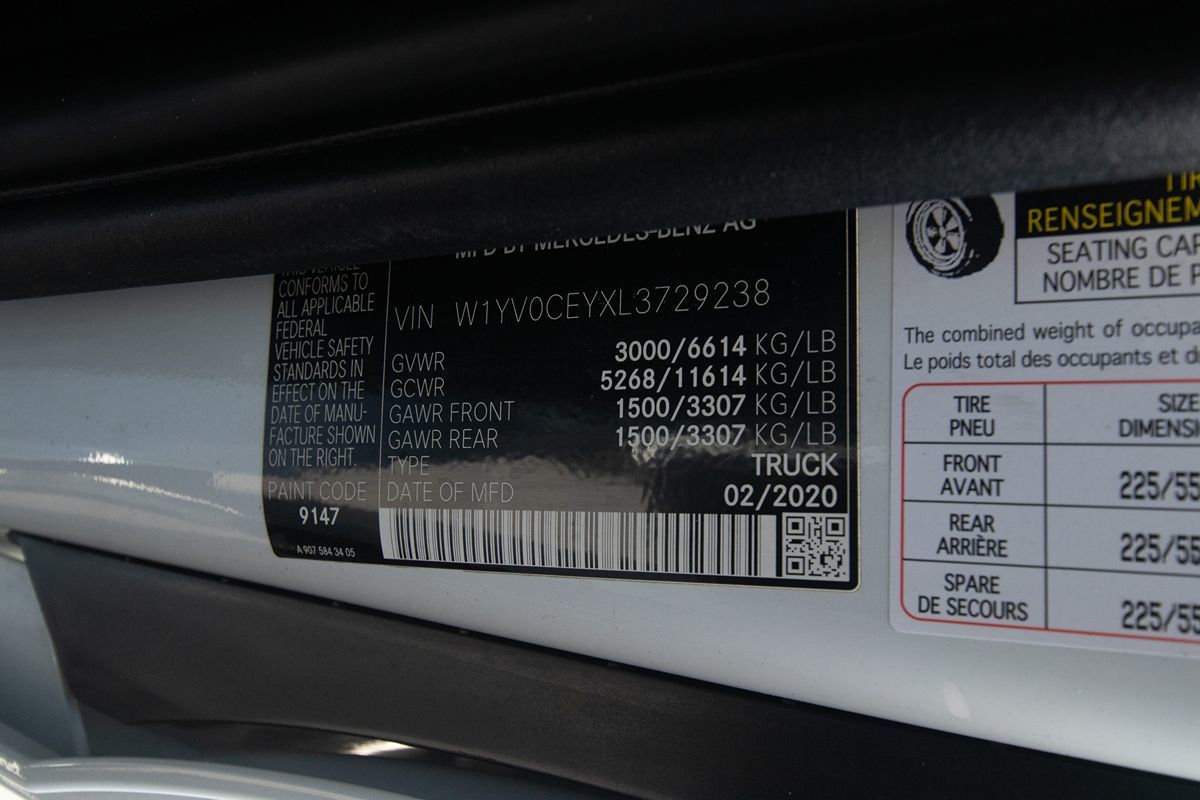 MFD BY MERCEDES-BENZ AG
THIS VEHICLE
CONFORMS TO
ALL APPLICABLE
FEDERAL
VEHICLE SAFETY
STANDARDS IN
EFFECT ON THE
DATE OF MANU-
FACTURE SHOWN
ON THE RIGHT.
PAINT CODE
9147
A 907 584 34 05
VIN W1YV0CEYXL3729238
GVWR 3000/6614 KG/LB
GCWR 5268/11614 KG/LB
GAWR FRONT 1500/3307 KG/LB
GAWR REAR 1500/3307 KG/LB
TYPE TRUCK
DATE OF MFD 02/2020
TIR
RENSEIGNEM
SEATING CAP
NOMBRE DE P
The combined weight of occupa
Le poids total des occupants et d
TIRE SIZE
PNEU DIMENSI
FRONT
AVANT 225/55
REAR
ARRIÈRE 225/55
SPARE
DE SECOURS 225/55